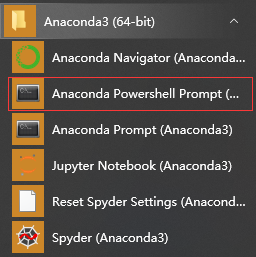 Anaconda3 (64-bit)
Anaconda Navigator (Anaconda...
Anaconda Powershell Prompt (...
Anaconda Prompt (Anaconda3)
Jupyter Notebook (Anaconda3)
Reset Spyder Settings (Anacond...
Spyder (Anaconda3)